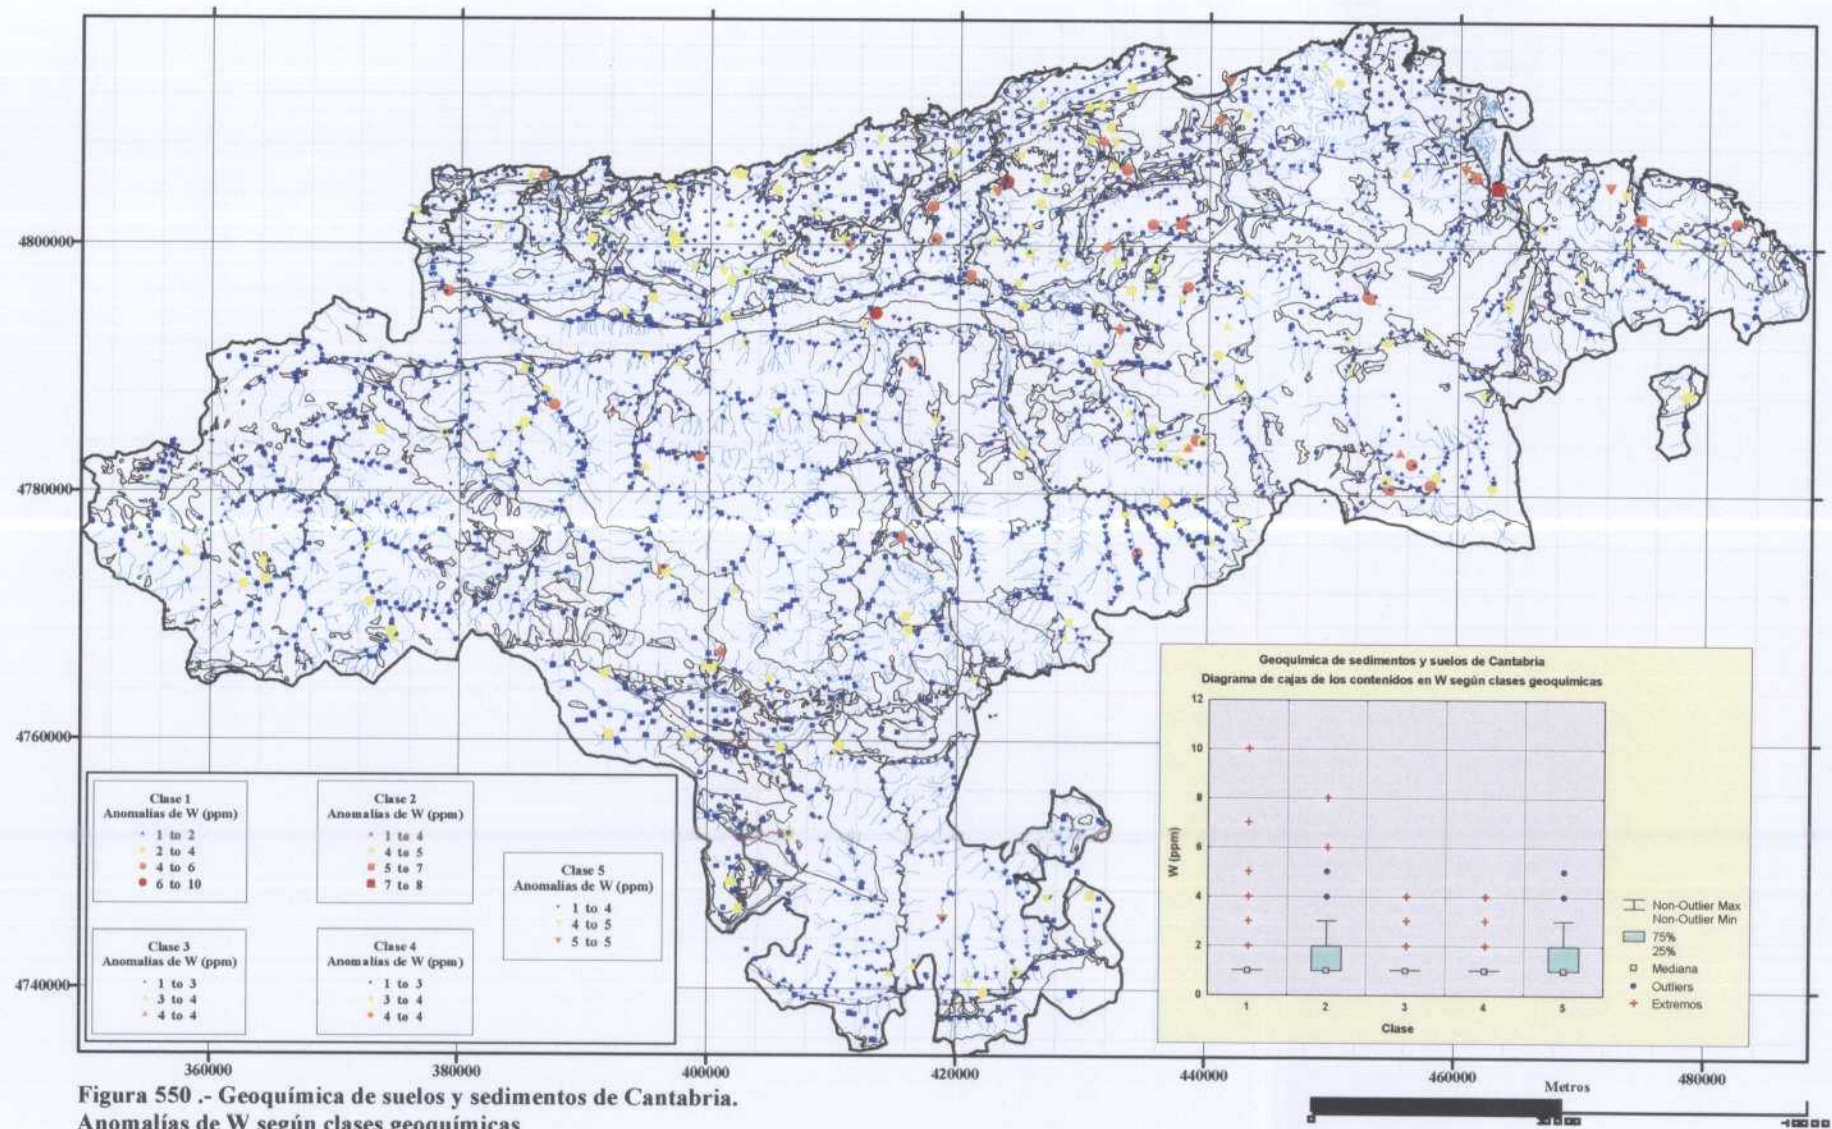 4800000
4780000
4760000
4740000
360000
380000
400000
420000
440000
460000
480000
Metros
Clase 1
Anomalías de W (ppm)
1 to 2
2 to 4
4 to 6
6 to 10
Clase 2
Anomalías de W (ppm)
1 to 4
4 to 5
5 to 7
7 to 8
Clase 3
Anomalías de W (ppm)
1 to 3
3 to 4
4 to 4
Clase 4
Anomalías de W (ppm)
1 to 3
3 to 4
4 to 4
Clase 5
Anomalías de W (ppm)
1 to 4
4 to 5
5 to 5
Geoquímica de sedimentos y suelos de Cantabria
Diagrama de cajas de los contenidos en W según clases geoquímicas
W (ppm)
12
10
8
6
4
2
0
1 2 3 4 5
Clase
Non-Outlier Max
Non-Outlier Min
75%
25%
Mediana
Outliers
Extremos
Figura 550 .- Geoquímica de suelos y sedimentos de Cantabria.
Anomalías de W según clases geoquímicas
0